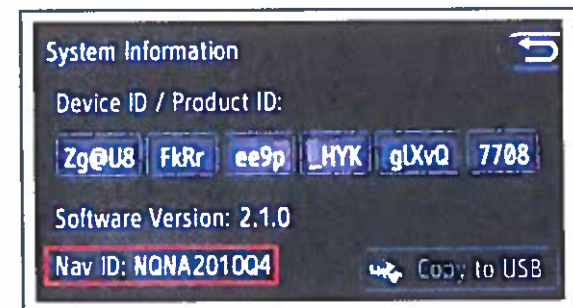 System Information
Device ID / Product ID:
Zg@U8 FkRr ee9p _HYK glXvQ 7708
Software Version: 2.1.0
Nav ID: NQNA2010Q4 Copy to USB